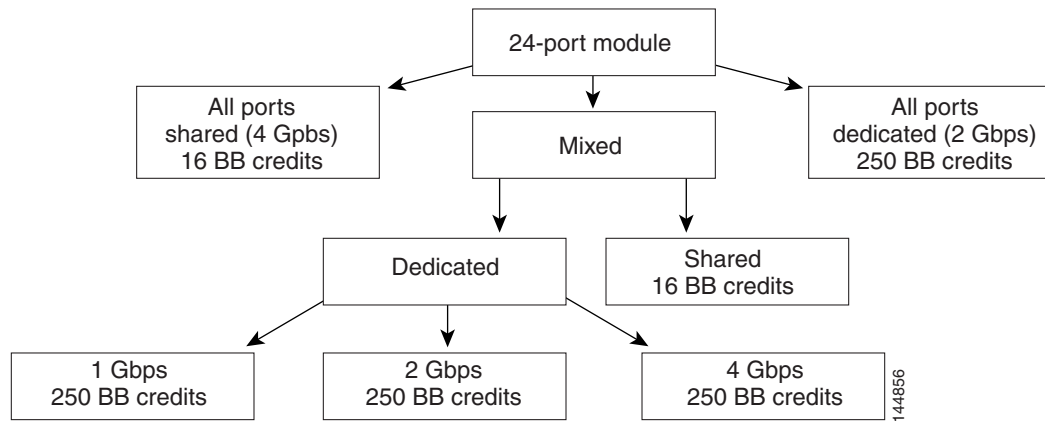 24-port module
All ports
shared (4 Gpbs)
16 BB credits
Mixed
All ports
dedicated (2 Gbps)
250 BB credits
Dedicated
Shared
16 BB credits
1 Gbps
250 BB credits
2 Gbps
250 BB credits
4 Gbps
250 BB credits
144856